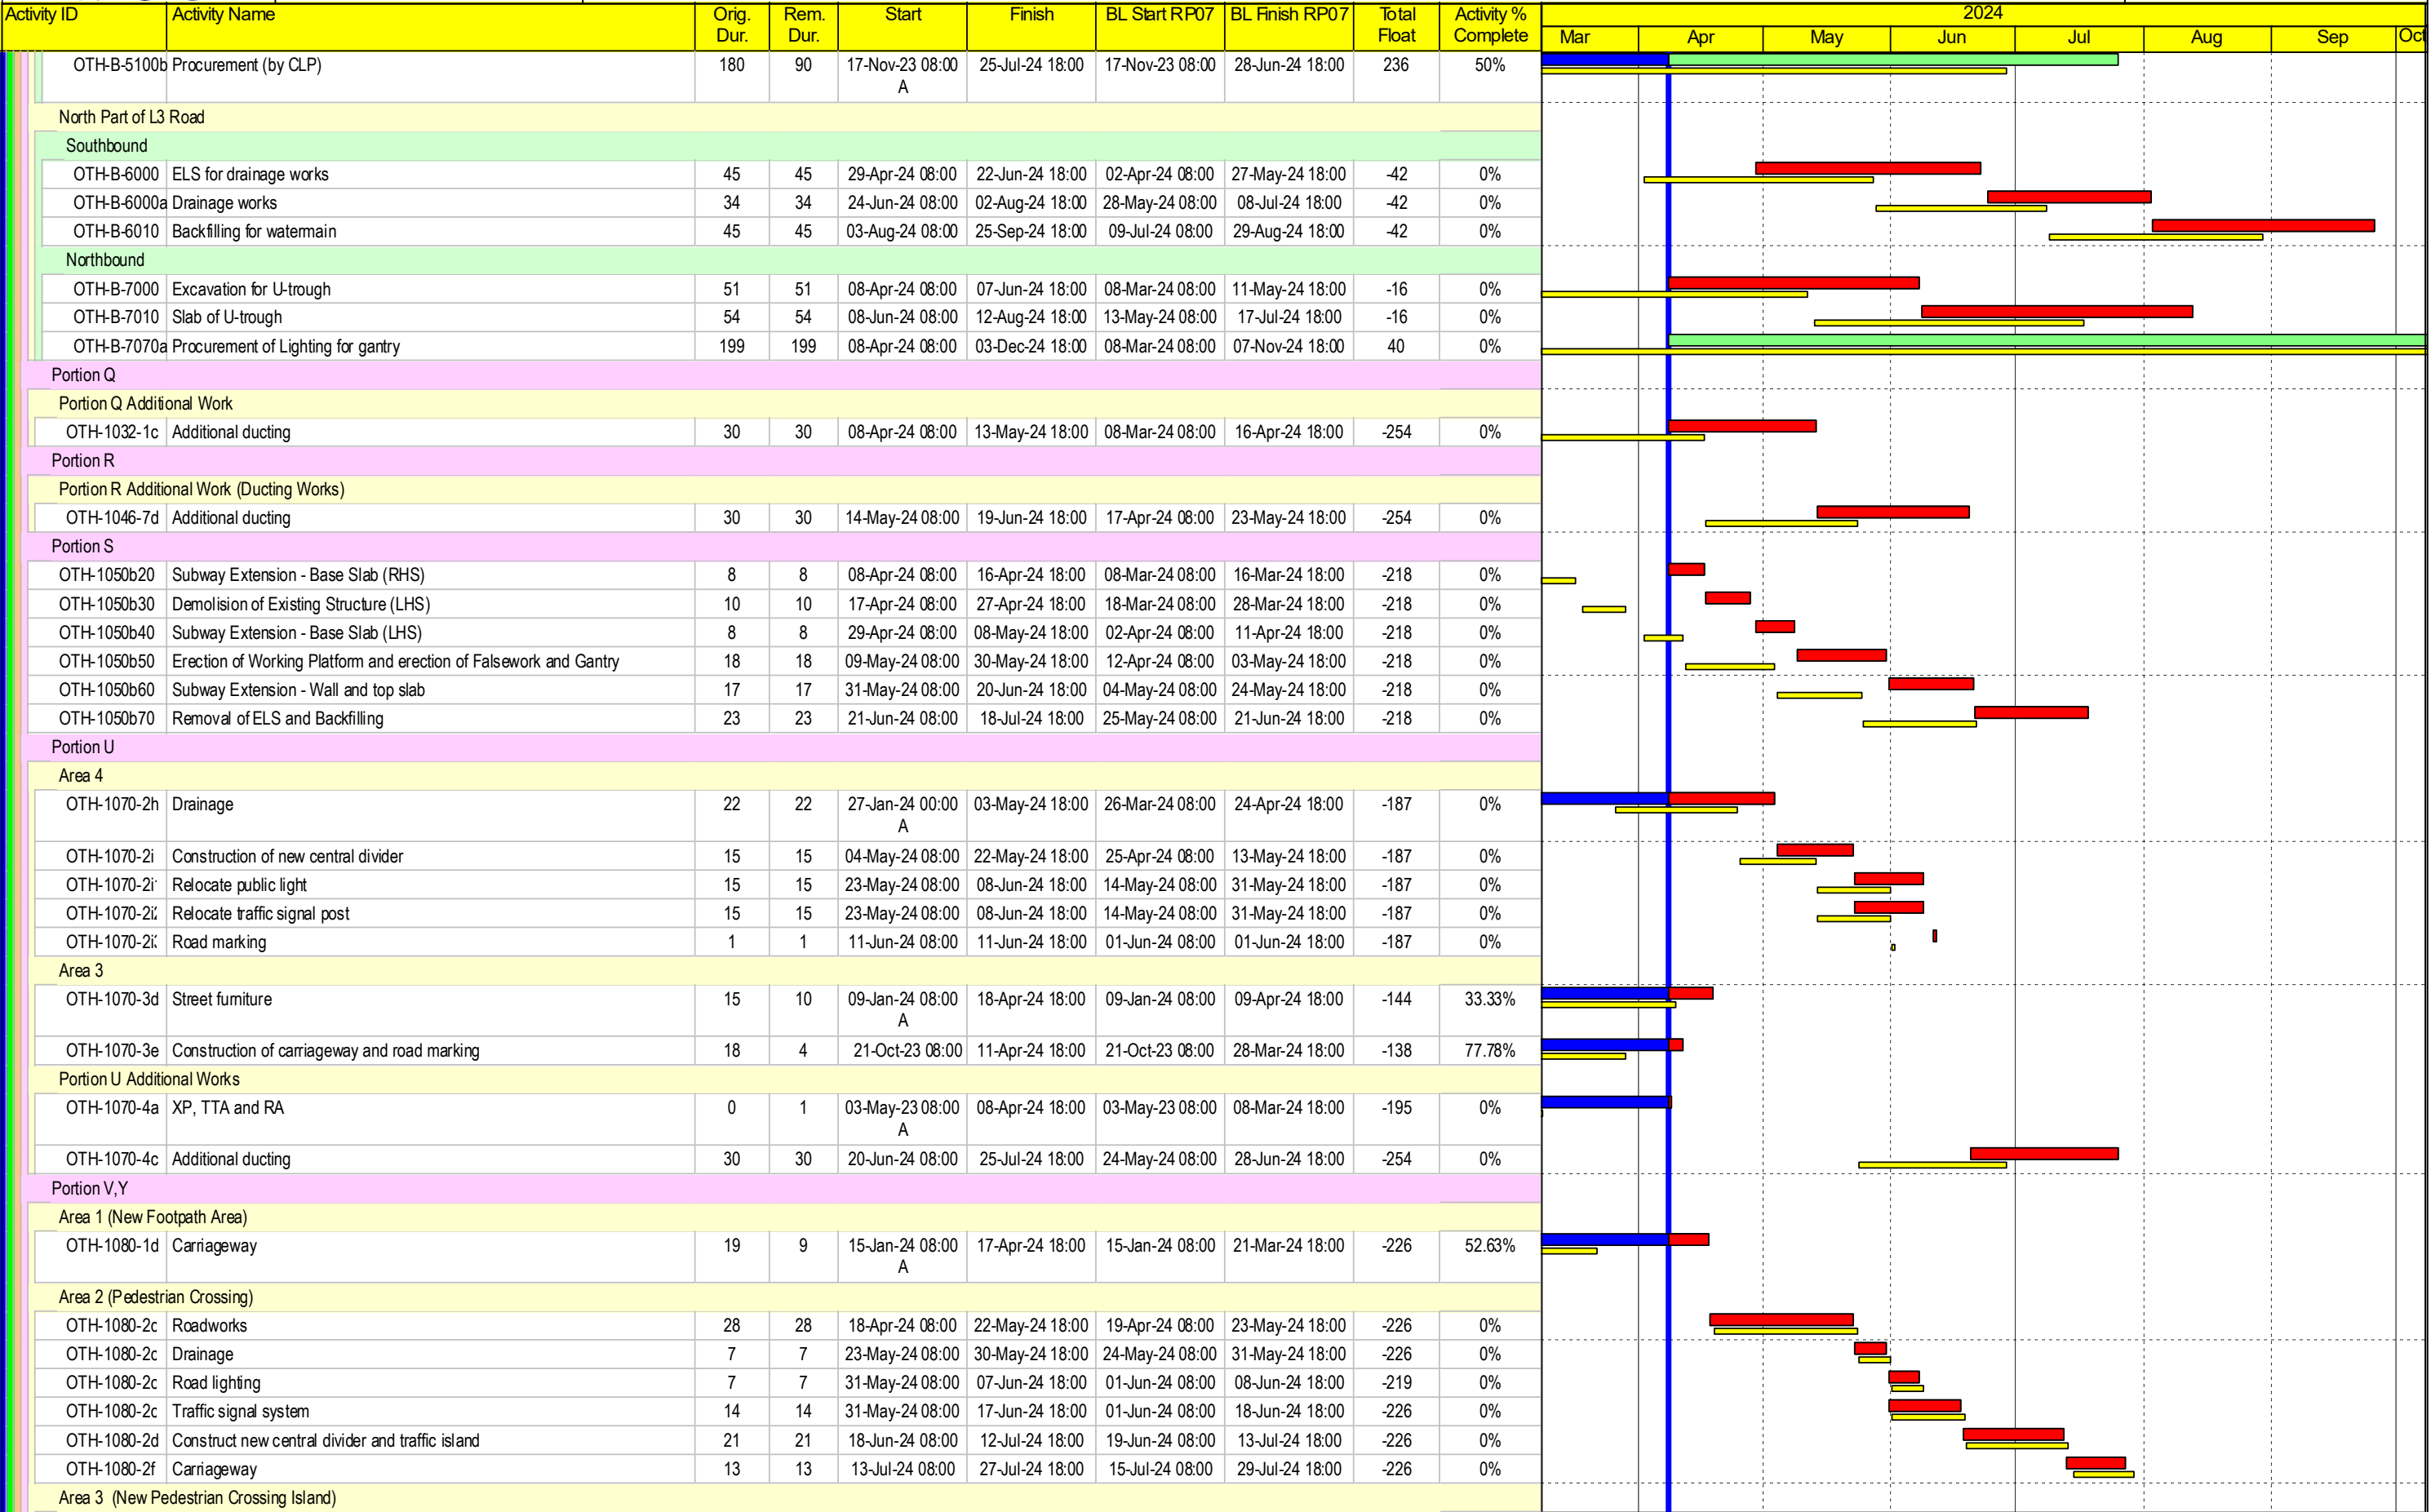 Activity ID Activity Name Orig. Dur. Rem. Dur. Start Finish BL Start RP07 BL Finish RP07 Total Float Activity % Complete 2024
Mar Apr May Jun Jul Aug Sep Oct
OTH-B-5100b Procurement (by CLP) 180 90 17-Nov-23 08:00 A 25-Jul-24 18:00 17-Nov-23 08:00 28-Jun-24 18:00 236 50%
North Part of L3 Road
Southbound
OTH-B-6000 ELS for drainage works 45 45 29-Apr-24 08:00 22-Jun-24 18:00 02-Apr-24 08:00 27-May-24 18:00 -42 0%
OTH-B-6000a Drainage works 34 34 24-Jun-24 08:00 02-Aug-24 18:00 28-May-24 08:00 08-Jul-24 18:00 -42 0%
OTH-B-6010 Backfilling for watermain 45 45 03-Aug-24 08:00 25-Sep-24 18:00 09-Jul-24 08:00 29-Aug-24 18:00 -42 0%
Northbound
OTH-B-7000 Excavation for U-trough 51 51 08-Apr-24 08:00 07-Jun-24 18:00 08-Mar-24 08:00 11-May-24 18:00 -16 0%
OTH-B-7010 Slab of U-trough 54 54 08-Jun-24 08:00 12-Aug-24 18:00 13-May-24 08:00 17-Jul-24 18:00 -16 0%
OTH-B-7070a Procurement of Lighting for gantry 199 199 08-Apr-24 08:00 03-Dec-24 18:00 08-Mar-24 08:00 07-Nov-24 18:00 40 0%
Portion Q
Portion Q Additional Work
OTH-1032-1c Additional ducting 30 30 08-Apr-24 08:00 13-May-24 18:00 08-Mar-24 08:00 16-Apr-24 18:00 -254 0%
Portion R
Portion R Additional Work (Ducting Works)
OTH-1046-7d Additional ducting 30 30 14-May-24 08:00 19-Jun-24 18:00 17-Apr-24 08:00 23-May-24 18:00 -254 0%
Portion S
OTH-1050b20 Subway Extension - Base Slab (RHS) 8 8 08-Apr-24 08:00 16-Apr-24 18:00 08-Mar-24 08:00 16-Mar-24 18:00 -218 0%
OTH-1050b30 Demolision of Existing Structure (LHS) 10 10 17-Apr-24 08:00 27-Apr-24 18:00 18-Mar-24 08:00 28-Mar-24 18:00 -218 0%
OTH-1050b40 Subway Extension - Base Slab (LHS) 8 8 29-Apr-24 08:00 08-May-24 18:00 02-Apr-24 08:00 11-Apr-24 18:00 -218 0%
OTH-1050b50 Erection of Working Platform and erection of Falsework and Gantry 18 18 09-May-24 08:00 30-May-24 18:00 12-Apr-24 08:00 03-May-24 18:00 -218 0%
OTH-1050b60 Subway Extension - Wall and top slab 17 17 31-May-24 08:00 20-Jun-24 18:00 04-May-24 08:00 24-May-24 18:00 -218 0%
OTH-1050b70 Removal of ELS and Backfilling 23 23 21-Jun-24 08:00 18-Jul-24 18:00 25-May-24 08:00 21-Jun-24 18:00 -218 0%
Portion U
Area 4
OTH-1070-2h Drainage 22 22 27-Jan-24 00:00 A 03-May-24 18:00 26-Mar-24 08:00 24-Apr-24 18:00 -187 0%
OTH-1070-2i Construction of new central divider 15 15 04-May-24 08:00 22-May-24 18:00 25-Apr-24 08:00 13-May-24 18:00 -187 0%
OTH-1070-2i Relocate public light 15 15 23-May-24 08:00 08-Jun-24 18:00 14-May-24 08:00 31-May-24 18:00 -187 0%
OTH-1070-2i Relocate traffic signal post 15 15 23-May-24 08:00 08-Jun-24 18:00 14-May-24 08:00 31-May-24 18:00 -187 0%
OTH-1070-2i Road marking 1 1 11-Jun-24 08:00 11-Jun-24 18:00 01-Jun-24 08:00 01-Jun-24 18:00 -187 0%
Area 3
OTH-1070-3d Street furniture 15 10 09-Jan-24 08:00 A 18-Apr-24 18:00 09-Jan-24 08:00 09-Apr-24 18:00 -144 33.33%
OTH-1070-3e Construction of carriageway and road marking 18 4 21-Oct-23 08:00 11-Apr-24 18:00 21-Oct-23 08:00 28-Mar-24 18:00 -138 77.78%
Portion U Additional Works
OTH-1070-4a XP, TTA and RA 0 1 03-May-23 08:00 A 08-Apr-24 18:00 03-May-23 08:00 08-Mar-24 18:00 -195 0%
OTH-1070-4c Additional ducting 30 30 20-Jun-24 08:00 25-Jul-24 18:00 24-May-24 08:00 28-Jun-24 18:00 -254 0%
Portion V,Y
Area 1 (New Footpath Area)
OTH-1080-1d Carriageway 19 9 15-Jan-24 08:00 A 17-Apr-24 18:00 15-Jan-24 08:00 21-Mar-24 18:00 -226 52.63%
Area 2 (Pedestrian Crossing)
OTH-1080-2c Roadworks 28 28 18-Apr-24 08:00 22-May-24 18:00 19-Apr-24 08:00 23-May-24 18:00 -226 0%
OTH-1080-2c Drainage 7 7 23-May-24 08:00 30-May-24 18:00 24-May-24 08:00 31-May-24 18:00 -226 0%
OTH-1080-2c Road lighting 7 7 31-May-24 08:00 07-Jun-24 18:00 01-Jun-24 08:00 08-Jun-24 18:00 -219 0%
OTH-1080-2c Traffic signal system 14 14 31-May-24 08:00 17-Jun-24 18:00 01-Jun-24 08:00 18-Jun-24 18:00 -226 0%
OTH-1080-2d Construct new central divider and traffic island 21 21 18-Jun-24 08:00 12-Jul-24 18:00 19-Jun-24 08:00 13-Jul-24 18:00 -226 0%
OTH-1080-2f Carriageway 13 13 13-Jul-24 08:00 27-Jul-24 18:00 15-Jul-24 08:00 29-Jul-24 18:00 -226 0%
Area 3 (New Pedestrian Crossing Island)